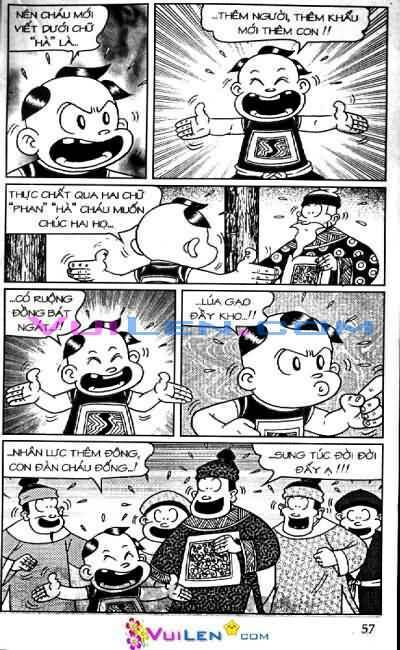 NÊN CHÁU MỚI
VIẾT DƯỚI CHỮ
"HÀ" LÀ...
...THÊM NGƯỜI, THÊM KHẨU
MỚI THÊM CON !!
THỰC CHẤT QUA HAI CHỮ
"PHAN" "HÀ" CHÁU MUỐN
CHÚC HAI HỌ...
...CÓ RUỘNG
ĐỒNG BÁT
NGÁT..!
...LÚA GẠO
ĐẦY KHO...!
VUILEN.COM
...NHÂN LỰC THÊM ĐÔNG,
CON ĐÀN CHÁU ĐỐNG...!
...SUNG TÚC ĐỜI ĐỜI
ĐẤY Ạ !!!
57
VUILEN.COM